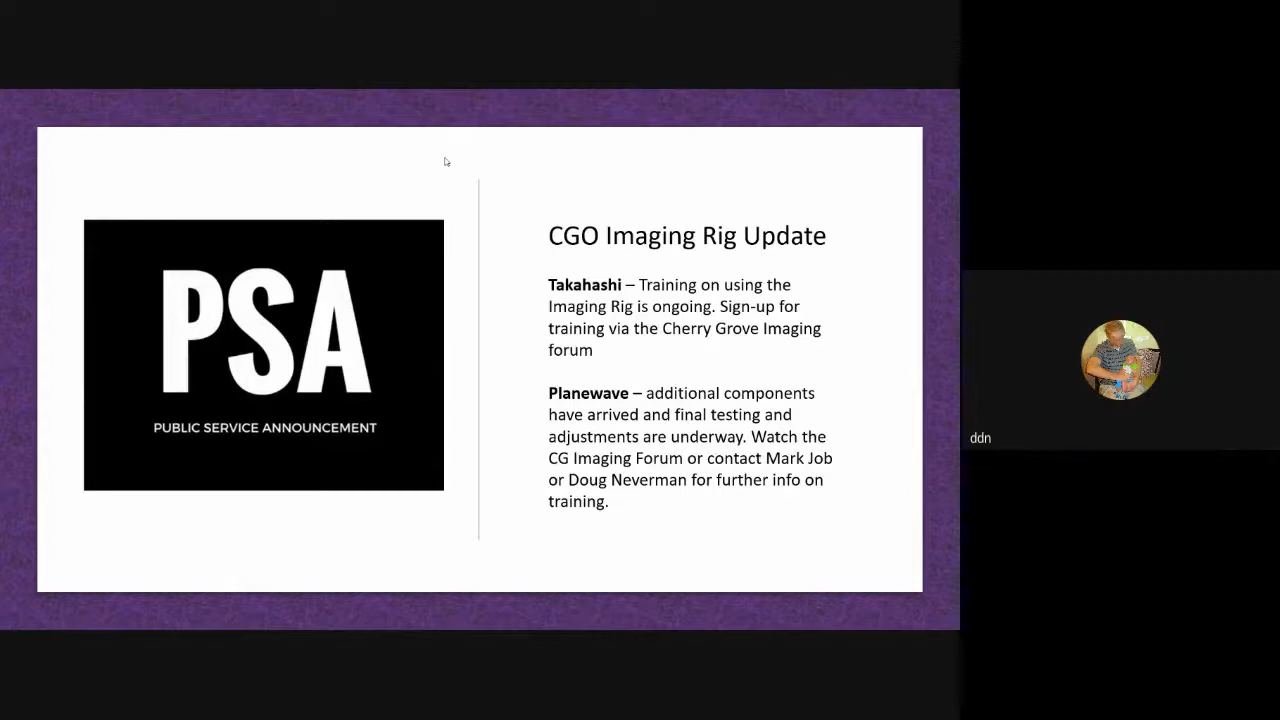 PSA
PUBLIC SERVICE ANNOUNCEMENT
CGO Imaging Rig Update
Takahashi – Training on using the
Imaging Rig is ongoing. Sign-up for
training via the Cherry Grove Imaging
forum
Planewave – additional components
have arrived and final testing and
adjustments are underway. Watch the
CG Imaging Forum or contact Mark Job
or Doug Neverman for further info on
training.
ddn